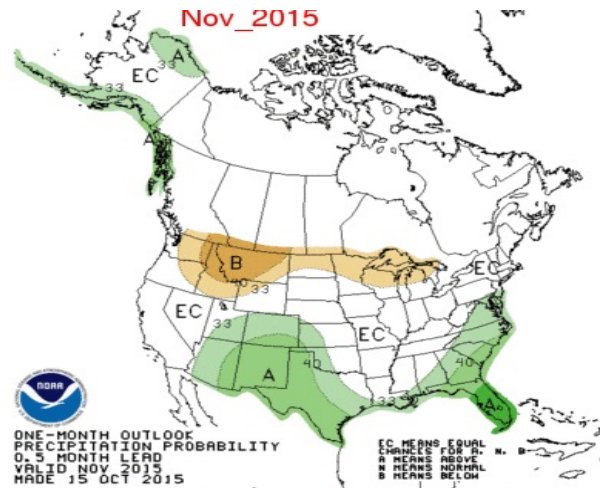 Nov_2015
A
33
EC
33
A
B
40
33
EC
EC
33
EC
A
40
40
33
40
A
NOAA
ONE-MONTH OUTLOOK
PRECIPITATION PROBABILITY
0.5 MONTH LEAD
VALID NOV 2015
MADE 15 OCT 2015
EC MEANS EQUAL
CHANCES FOR A, N, B
A MEANS ABOVE
N MEANS NORMAL
B MEANS BELOW